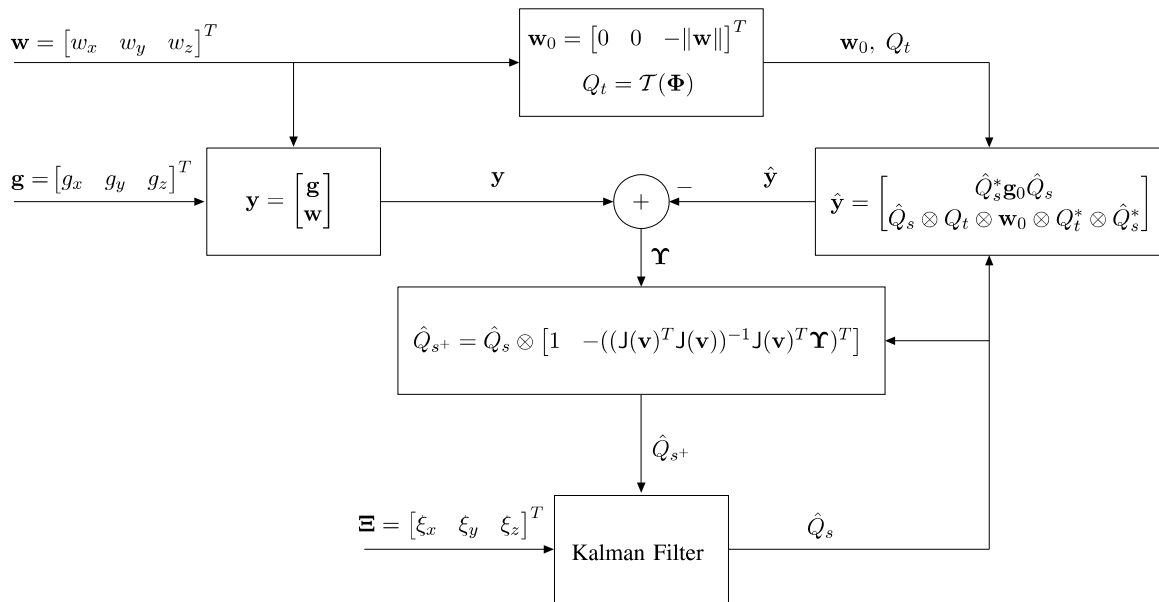 𝐰 = [w_x w_y w_z]^T
𝐰_0 = [0 0 −‖𝐰‖]^T
Q_t = 𝒯(𝚽)
𝐰_0, Q_t
𝐠 = [g_x g_y g_z]^T
𝐲 = [𝐠
𝐰]
𝐲
+
−
ŷ
ŷ = [Q̂_s^* 𝐠_0 Q̂_s
Q̂_s ⊗ Q_t ⊗ 𝐰_0 ⊗ Q_t^* ⊗ Q̂_s^*]
𝚼
Q̂_{s^+} = Q̂_s ⊗ [1 −((J(𝐯)^T J(𝐯))^{−1} J(𝐯)^T 𝚼)^T]
Q̂_{s^+}
𝚵 = [ξ_x ξ_y ξ_z]^T
Kalman Filter
Q̂_s